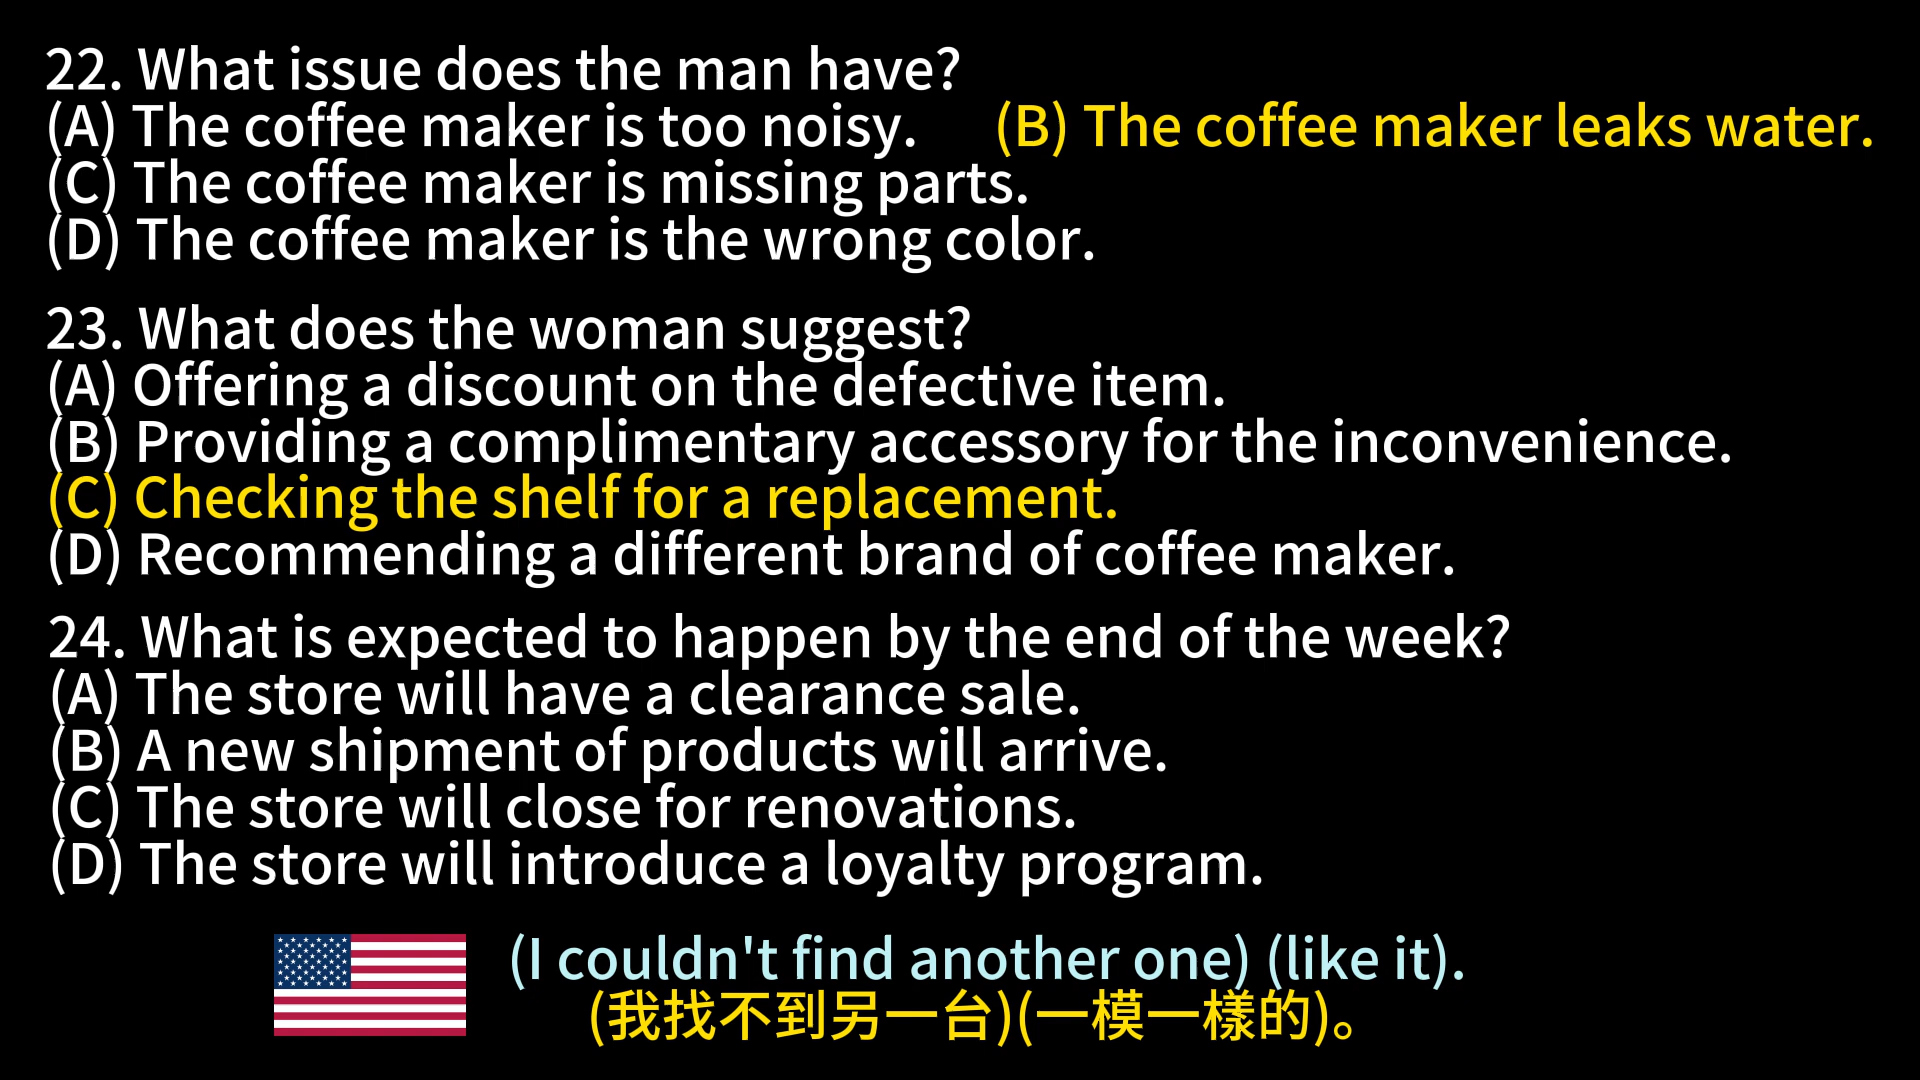 22. What issue does the man have?
(A) The coffee maker is too noisy. (B) The coffee maker leaks water.
(C) The coffee maker is missing parts.
(D) The coffee maker is the wrong color.
23. What does the woman suggest?
(A) Offering a discount on the defective item.
(B) Providing a complimentary accessory for the inconvenience.
(C) Checking the shelf for a replacement.
(D) Recommending a different brand of coffee maker.
24. What is expected to happen by the end of the week?
(A) The store will have a clearance sale.
(B) A new shipment of products will arrive.
(C) The store will close for renovations.
(D) The store will introduce a loyalty program.
(I couldn't find another one) (like it).
(我找不到另一台)(一模一樣的)。